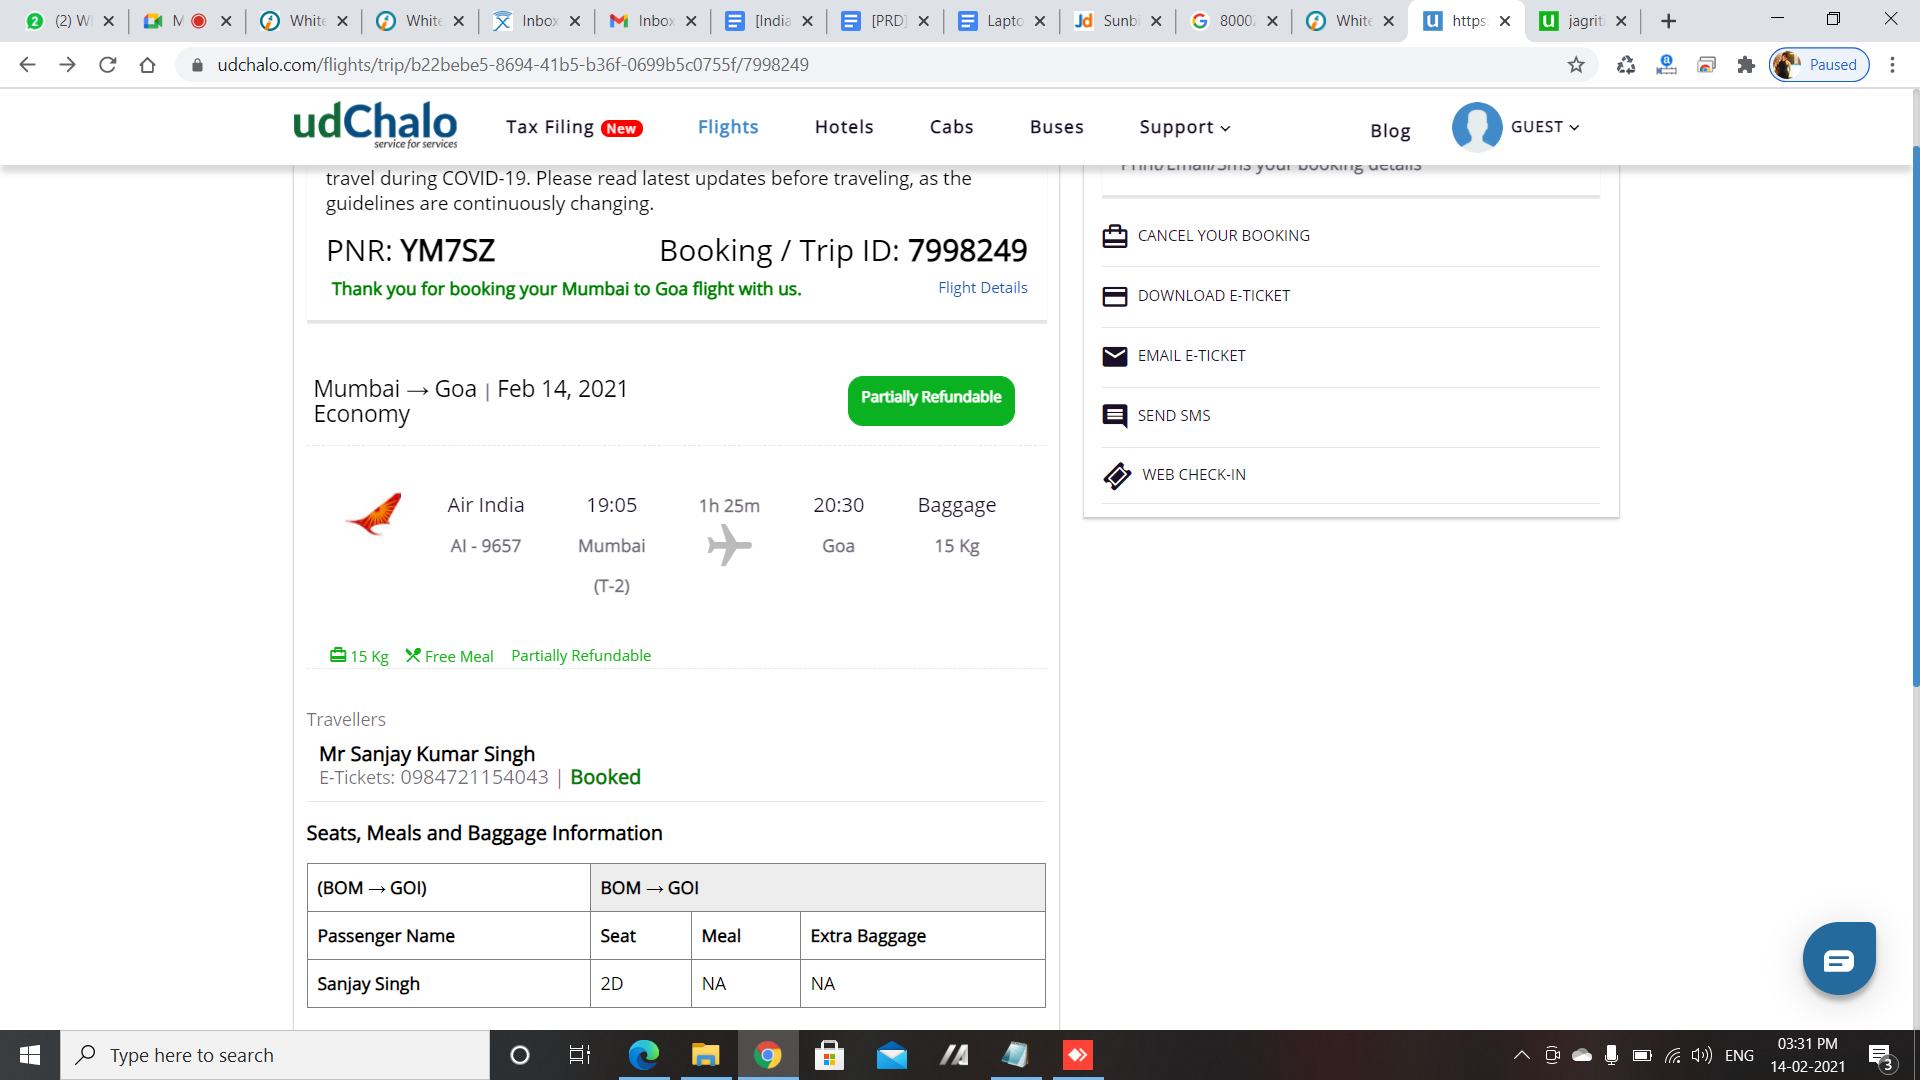 (2) W
M
White
White
Inbox
Inbox
[India
[PRD]
Lapto
Sunbi
8000
White
https:
jagriti
udchalo.com/flights/trip/b22bebe5-8694-41b5-b36f-0699b5c0755f/7998249
Paused
udChalo
service for services
Tax Filing New
Flights
Hotels
Cabs
Buses
Support
Blog
GUEST
travel during COVID-19. Please read latest updates before traveling, as the
guidelines are continuously changing.
PNR: YM7SZ
Booking / Trip ID: 7998249
Thank you for booking your Mumbai to Goa flight with us.
Flight Details
Mumbai → Goa | Feb 14, 2021
Economy
Partially Refundable
Air India 19:05 1h 25m 20:30 Baggage
AI - 9657 Mumbai Goa 15 Kg
(T-2)
15 Kg Free Meal Partially Refundable
Travellers
Mr Sanjay Kumar Singh
E-Tickets: 0984721154043 | Booked
Seats, Meals and Baggage Information
(BOM → GOI) BOM → GOI
Passenger Name Seat Meal Extra Baggage
Sanjay Singh 2D NA NA
Print/Email/Sms your booking details
CANCEL YOUR BOOKING
DOWNLOAD E-TICKET
EMAIL E-TICKET
SEND SMS
WEB CHECK-IN
Type here to search
ENG
03:31 PM
14-02-2021
3